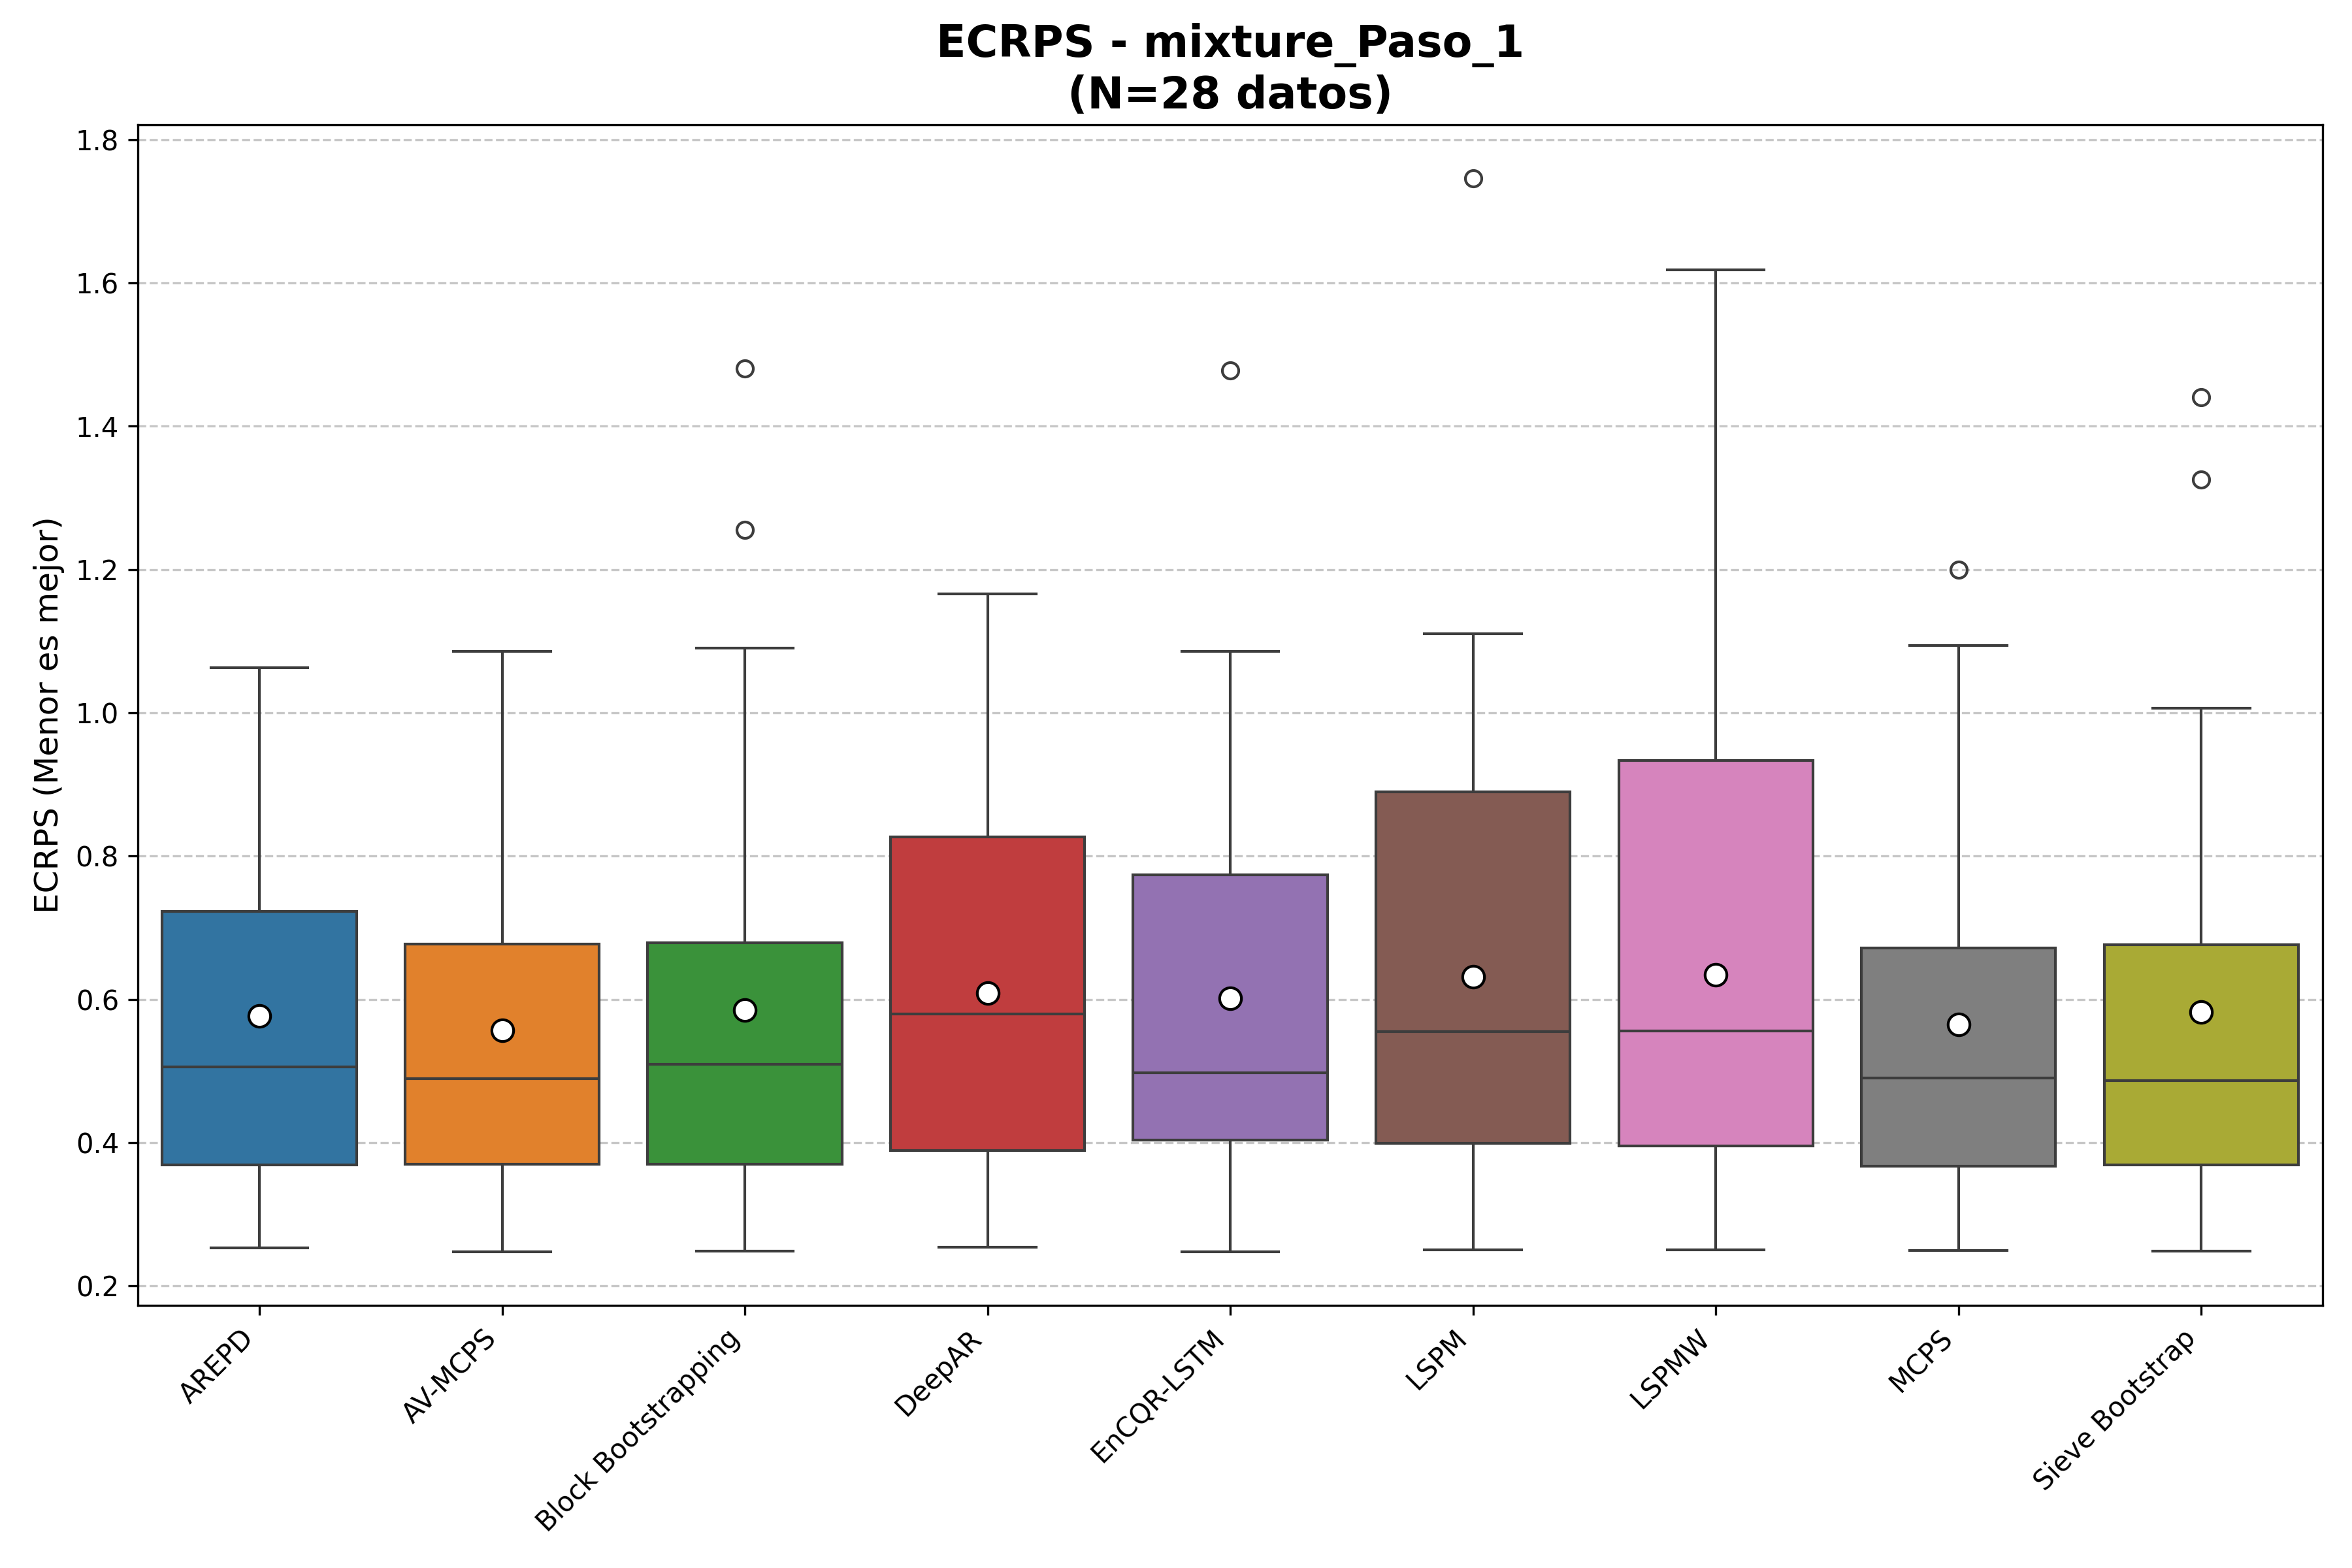 ECRPS - mixture_Paso_1
(N=28 datos)
ECRPS (Menor es mejor)
1.8
1.6
1.4
1.2
1.0
0.8
0.6
0.4
0.2
AREPD
AV-MCPS
Block Bootstrapping
DeepAR
EnCQR-LSTM
LSPM
LSPMW
MCPS
Sieve Bootstrap